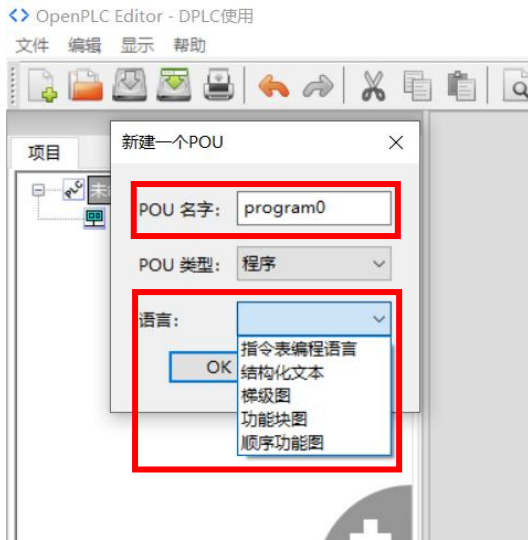 OpenPLC Editor - DPLC使用
文件 编辑 显示 帮助
项目
新建一个POU
POU 名字: program0
POU 类型: 程序
语言:
OK
指令表编程语言
结构化文本
梯级图
功能块图
顺序功能图